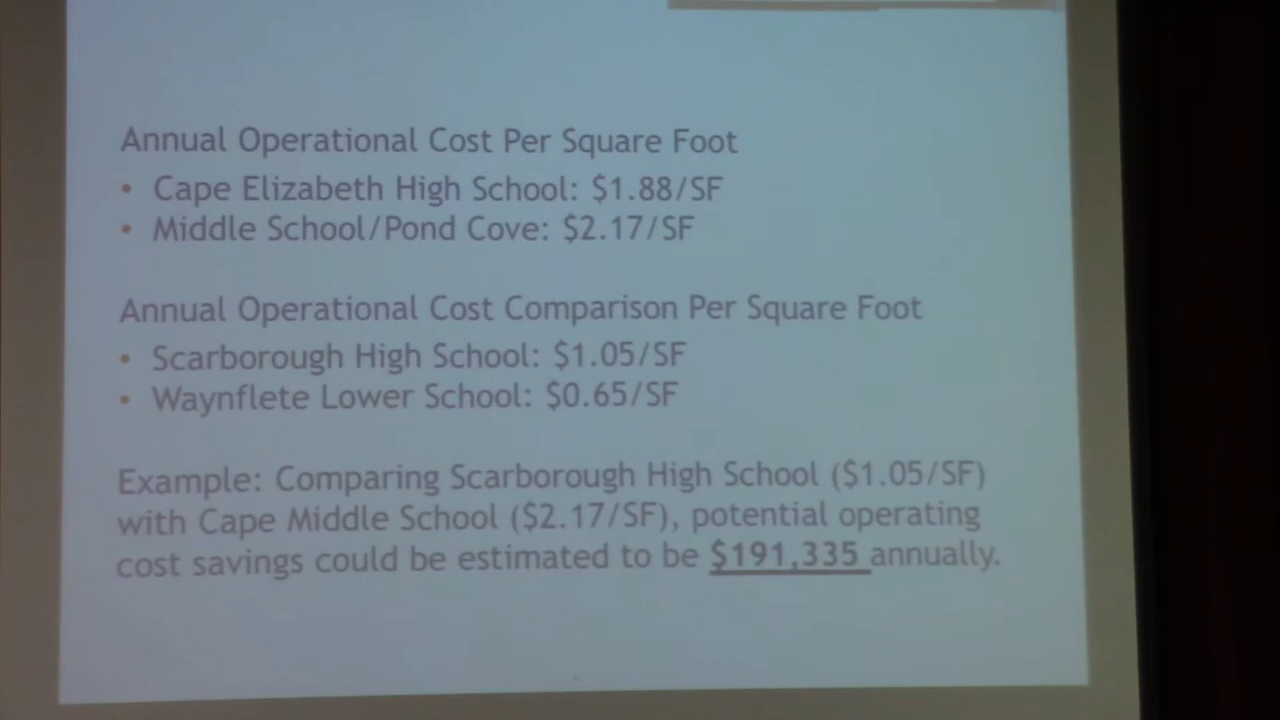 Annual Operational Cost Per Square Foot
• Cape Elizabeth High School: $1.88/SF
• Middle School/Pond Cove: $2.17/SF
Annual Operational Cost Comparison Per Square Foot
• Scarborough High School: $1.05/SF
• Waynflete Lower School: $0.65/SF
Example: Comparing Scarborough High School ($1.05/SF)
with Cape Middle School ($2.17/SF), potential operating
cost savings could be estimated to be $191,335 annually.